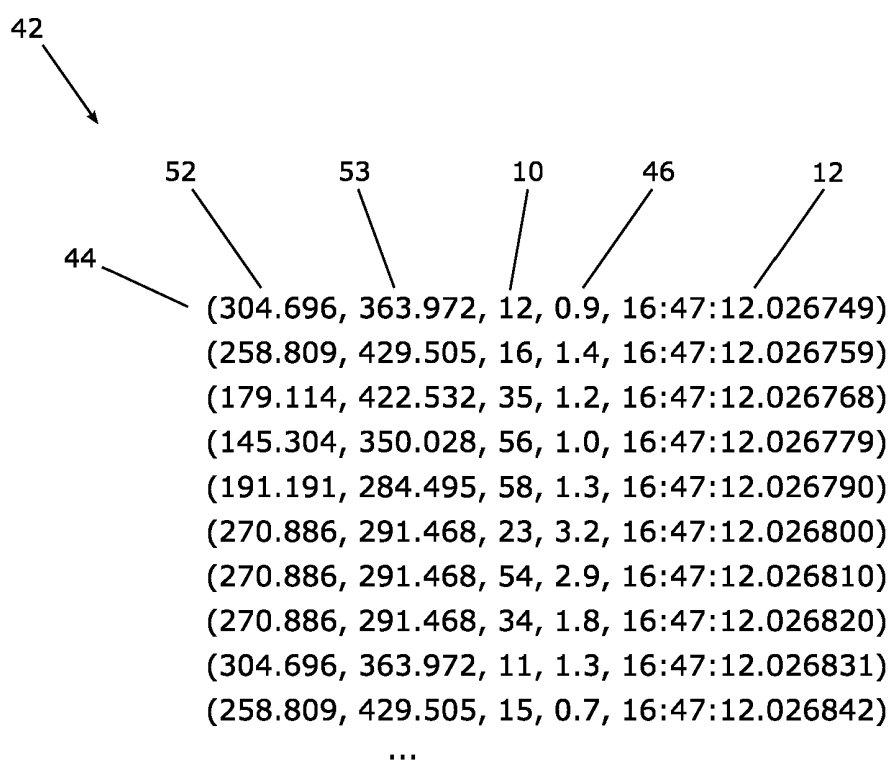 42
52 53 10 46 12
44
(304.696, 363.972, 12, 0.9, 16:47:12.026749)
(258.809, 429.505, 16, 1.4, 16:47:12.026759)
(179.114, 422.532, 35, 1.2, 16:47:12.026768)
(145.304, 350.028, 56, 1.0, 16:47:12.026779)
(191.191, 284.495, 58, 1.3, 16:47:12.026790)
(270.886, 291.468, 23, 3.2, 16:47:12.026800)
(270.886, 291.468, 54, 2.9, 16:47:12.026810)
(270.886, 291.468, 34, 1.8, 16:47:12.026820)
(304.696, 363.972, 11, 1.3, 16:47:12.026831)
(258.809, 429.505, 15, 0.7, 16:47:12.026842)
...